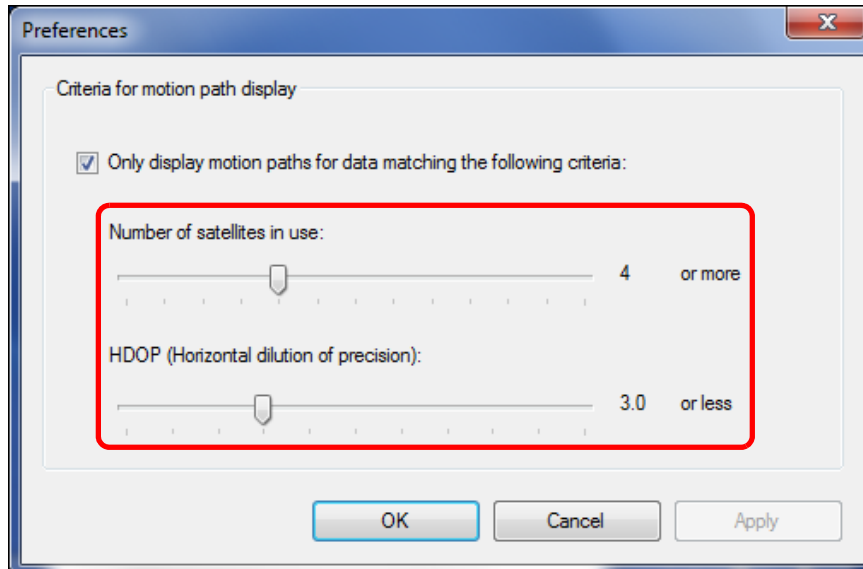 Preferences
Criteria for motion path display
Only display motion paths for data matching the following criteria:
Number of satellites in use:
4 or more
HDOP (Horizontal dilution of precision):
3.0 or less
OK Cancel Apply